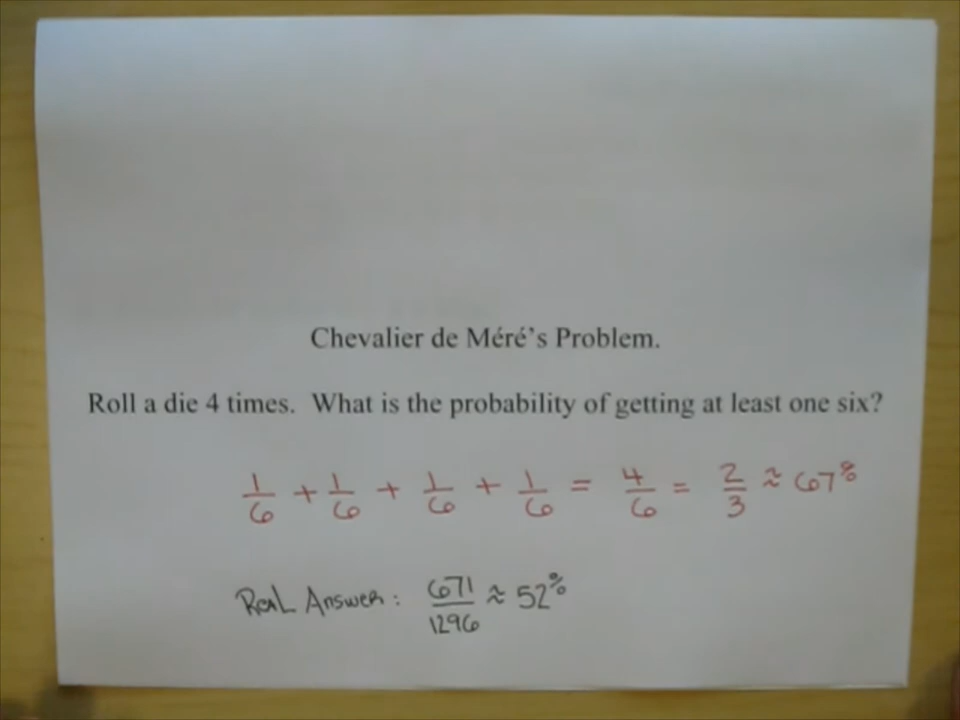 Chevalier de Méré's Problem.
Roll a die 4 times. What is the probability of getting at least one six?
1/6 + 1/6 + 1/6 + 1/6 = 4/6 = 2/3 ≈ 67%
Real Answer: 671/1296 ≈ 52%